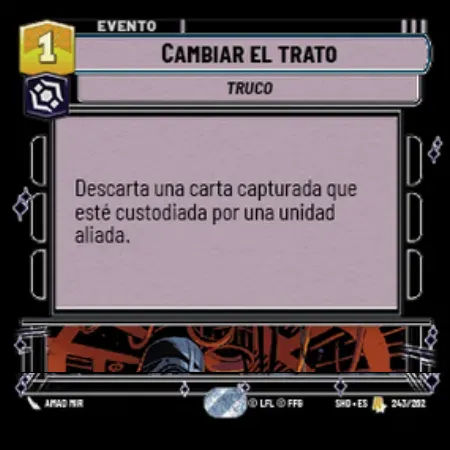 EVENTO
1
CAMBIAR EL TRATO
TRUCO
Descarta una carta capturada que
esté custodiada por una unidad
aliada.
AMAD MIR
© LFL © FFG
SHD • ES
243/262